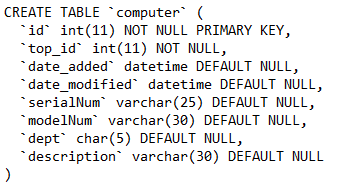 CREATE TABLE `computer` (
  `id` int(11) NOT NULL PRIMARY KEY,
  `top_id` int(11) NOT NULL,
  `date_added` datetime DEFAULT NULL,
  `date_modified` datetime DEFAULT NULL,
  `serialNum` varchar(25) DEFAULT NULL,
  `modelNum` varchar(30) DEFAULT NULL,
  `dept` char(5) DEFAULT NULL,
  `description` varchar(30) DEFAULT NULL
)